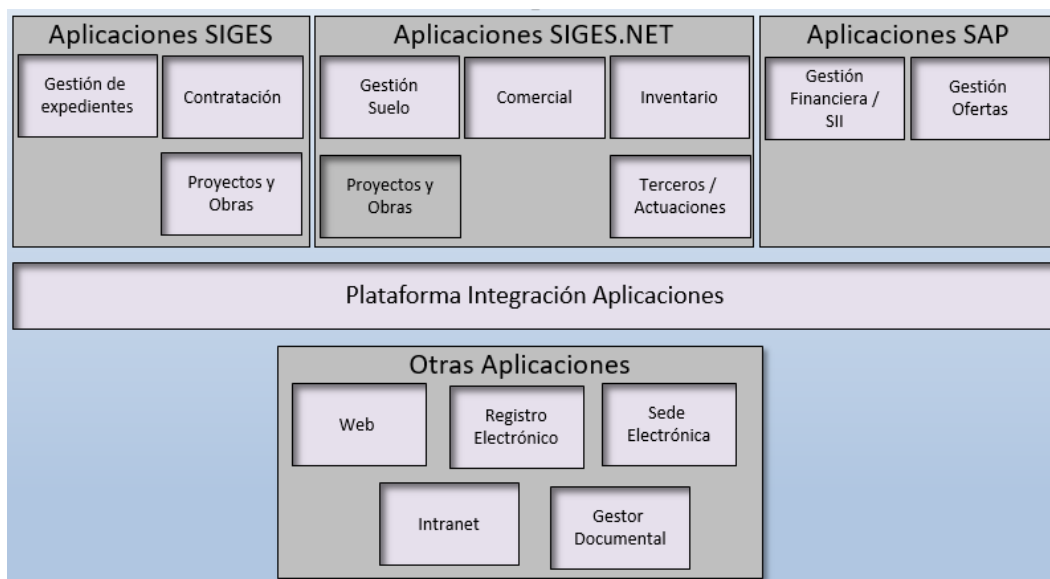 Aplicaciones SIGES
Gestión de
expedientes
Contratación
Proyectos y
Obras
Aplicaciones SIGES.NET
Gestión
Suelo
Comercial
Inventario
Proyectos y
Obras
Terceros /
Actuaciones
Aplicaciones SAP
Gestión
Financiera /
SII
Gestión
Ofertas
Plataforma Integración Aplicaciones
Otras Aplicaciones
Web
Registro
Electrónico
Sede
Electrónica
Intranet
Gestor
Documental